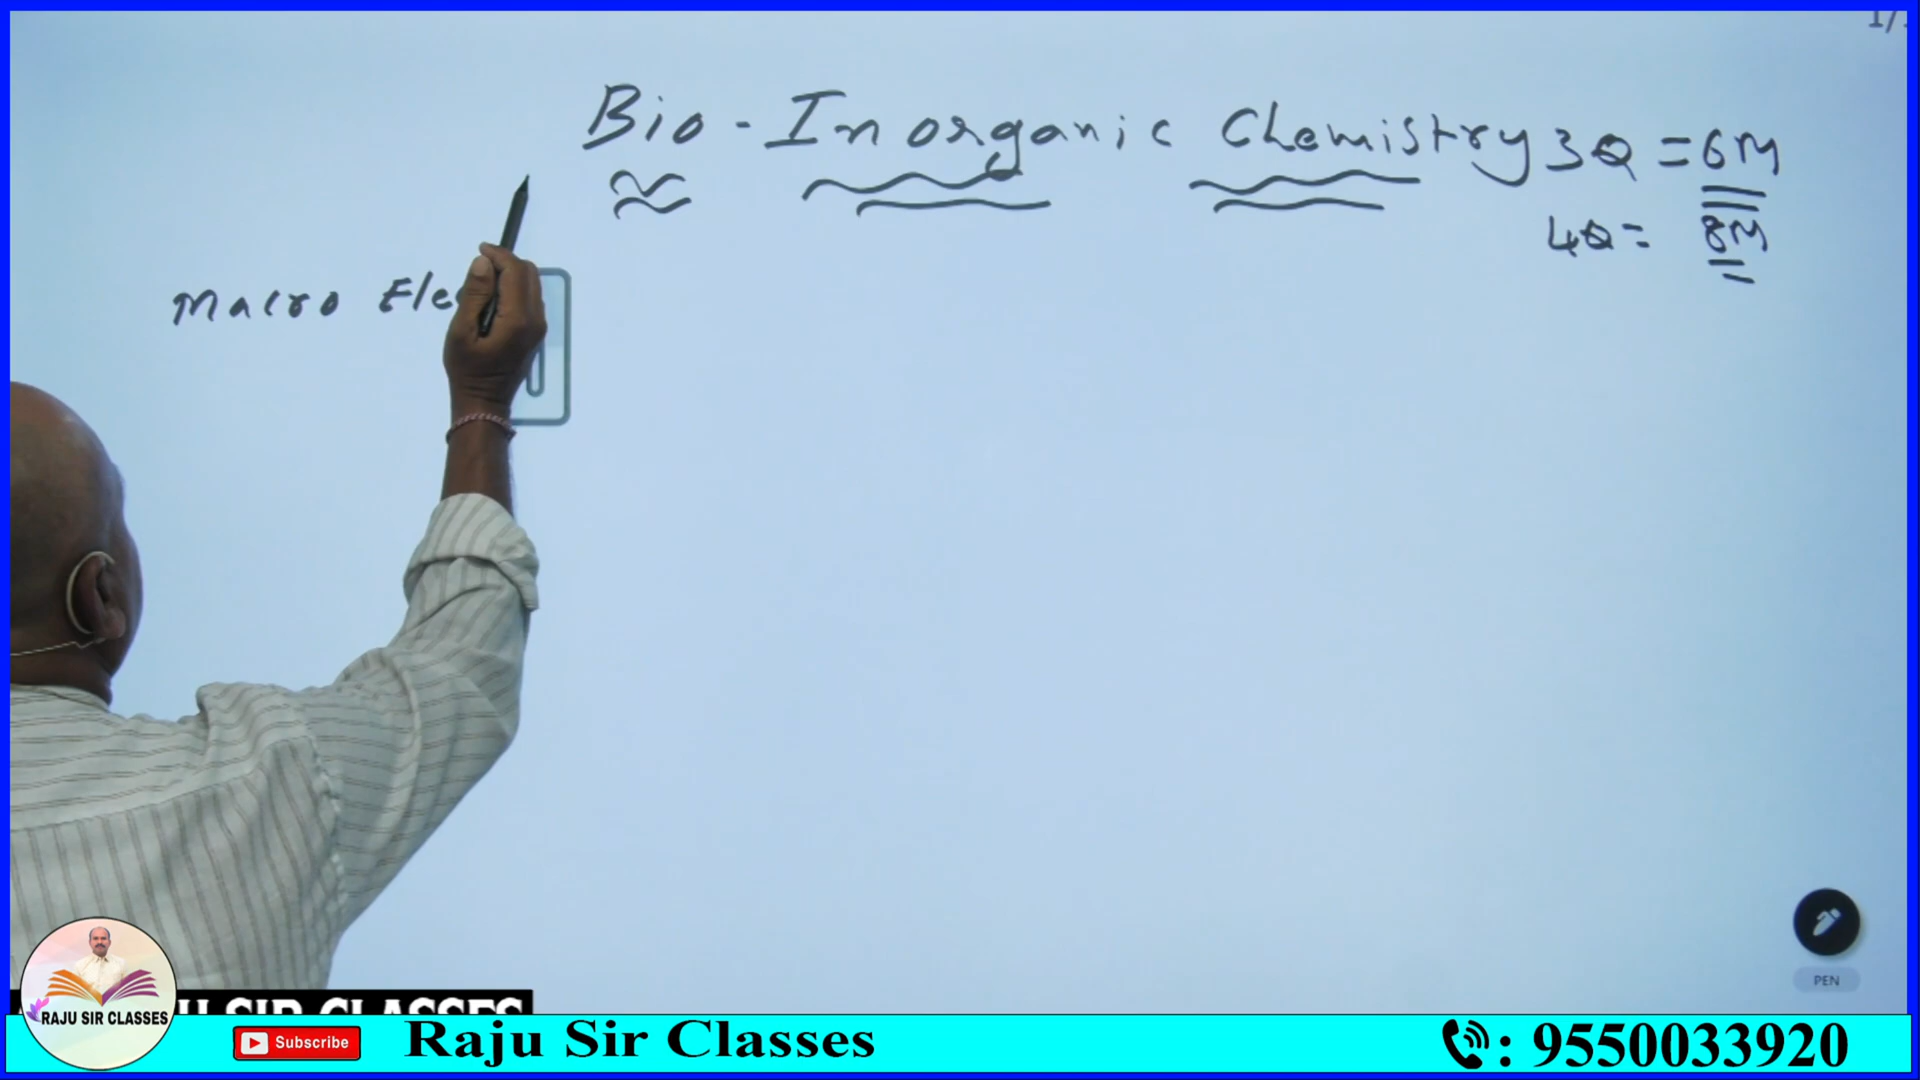 Bio-Inorganic Chemistry 3Q = 6M
4Q = 8M
Macro Ele
PEN
RAJU SIR CLASSES
Subscribe
Raju Sir Classes
: 9550033920